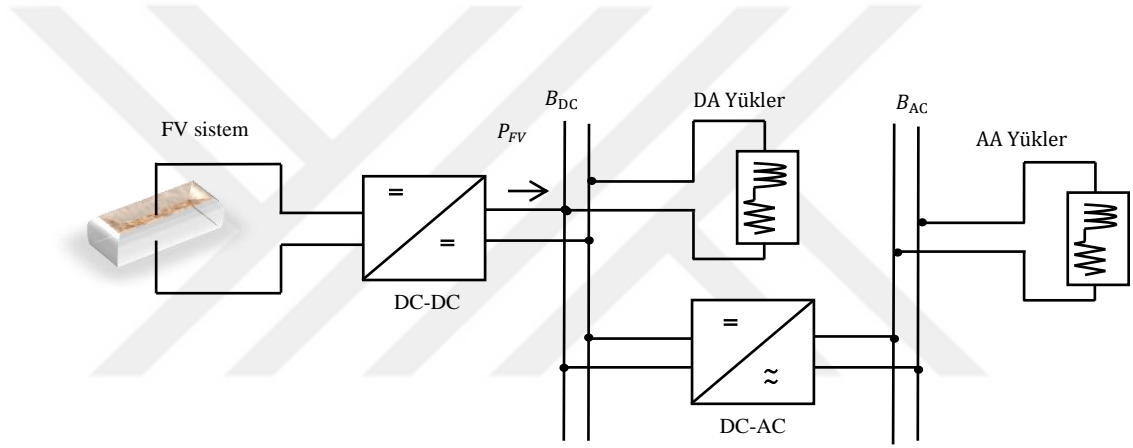 FV sistem
P_FV
B_DC
DA Yükler
B_AC
AA Yükler
=
=
DC-DC
=
≈
DC-AC